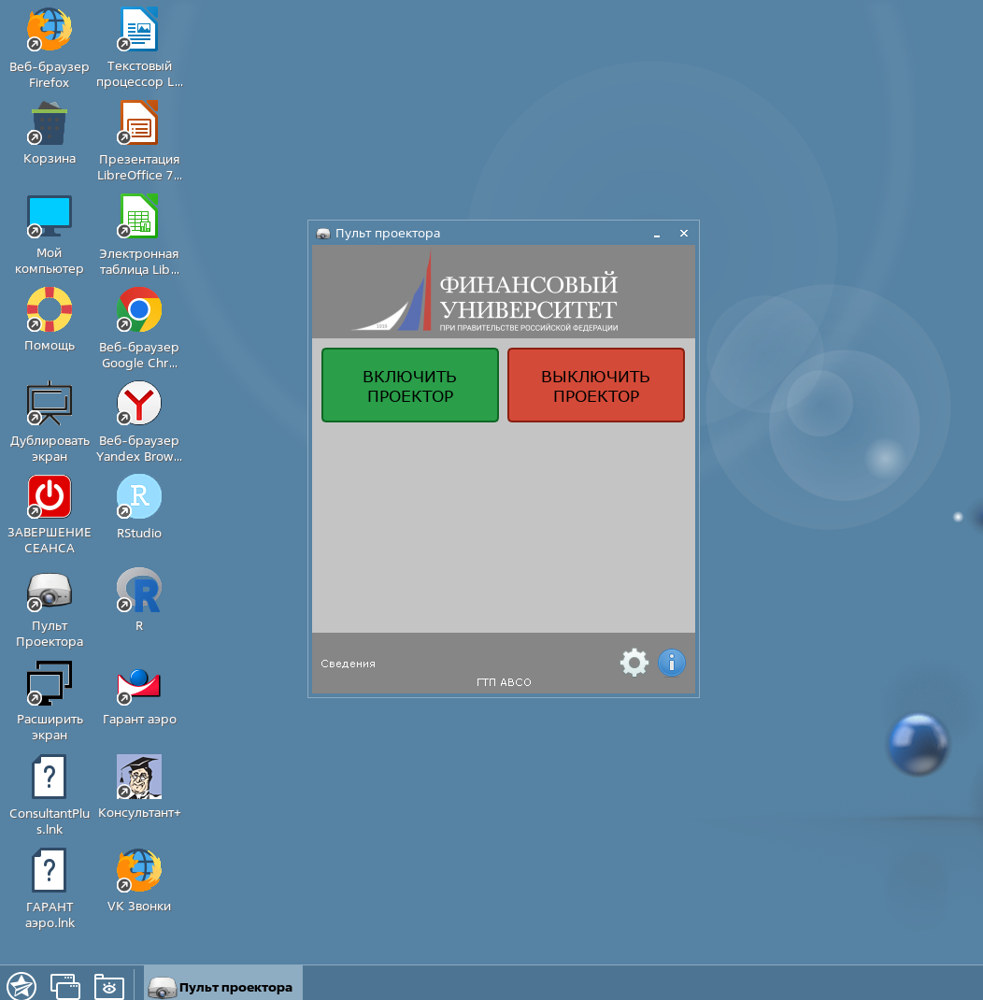 Веб-браузер
Firefox
Текстовый
процессор L...
Корзина
Презентация
LibreOffice 7...
Мой
компьютер
Электронная
таблица Lib...
Помощь
Веб-браузер
Google Chr...
Дублировать
экран
Веб-браузер
Yandex Brow...
ЗАВЕРШЕНИЕ
СЕАНСА
RStudio
Пульт
Проектора
R
Расширить
экран
Гарант аэро
ConsultantPlu
s.lnk
Консультант+
ГАРАНТ
аэро.lnk
VK Звонки
Пульт проектора
1919
ФИНАНСОВЫЙ
УНИВЕРСИТЕТ
ПРИ ПРАВИТЕЛЬСТВЕ РОССИЙСКОЙ ФЕДЕРАЦИИ
ВКЛЮЧИТЬ
ПРОЕКТОР
ВЫКЛЮЧИТЬ
ПРОЕКТОР
Сведения
ГТП АВСО
Пульт проектора